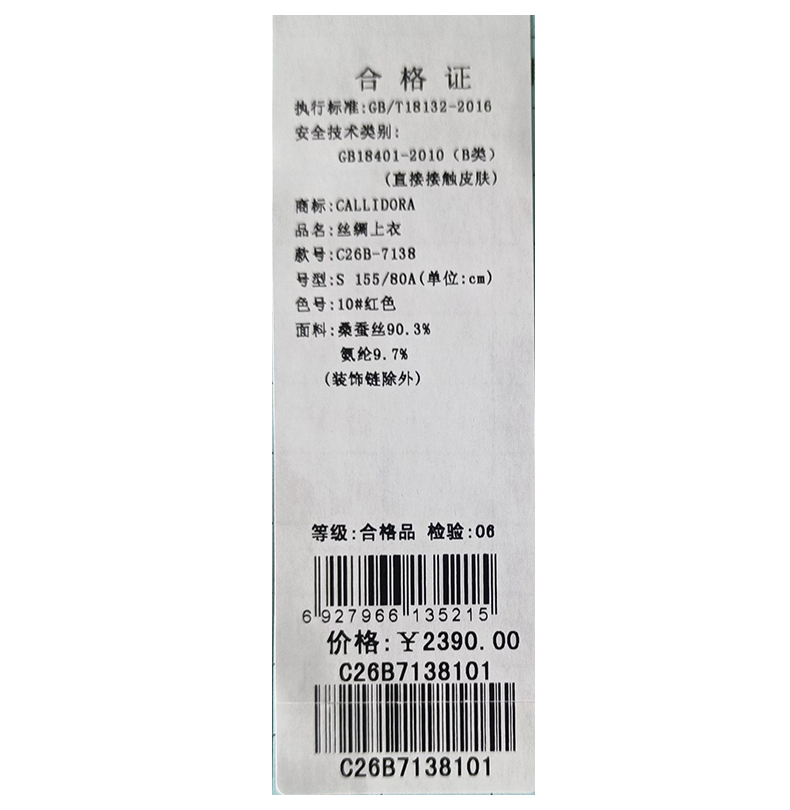 合格证
执行标准:GB/T18132-2016
安全技术类别:
GB18401-2010（B类）
(直接接触皮肤)
商标:CALLIDORA
品名:丝绸上衣
款号:C26B-7138
号型:S 155/80A(单位:cm)
色号:10#红色
面料:桑蚕丝90.3%
氨纶9.7%
(装饰链除外)
等级:合格品 检验:06
6 927966 135215
价格:￥2390.00
C26B7138101
C26B7138101